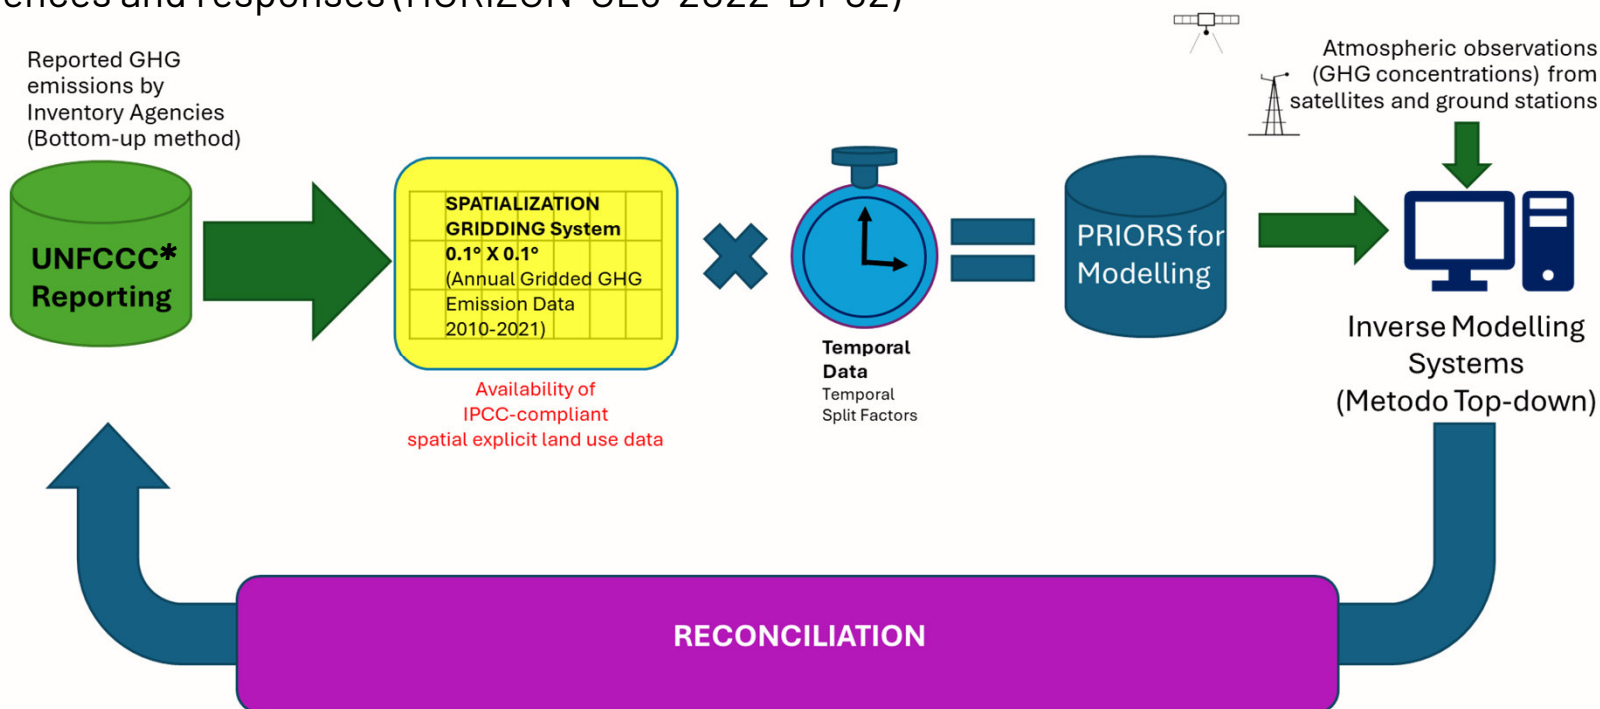 Reported GHG
emissions by
Inventory Agencies
(Bottom-up method)
UNFCCC*
Reporting
SPATIALIZATION
GRIDDING System
0.1° X 0.1°
(Annual Gridded GHG
Emission Data
2010-2021)
Availability of
IPCC-compliant
spatial explicit land use data
Temporal
Data
Temporal
Split Factors
PRIORS for
Modelling
Atmospheric observations
(GHG concentrations) from
satellites and ground stations
Inverse Modelling
Systems
(Metodo Top-down)
RECONCILIATION